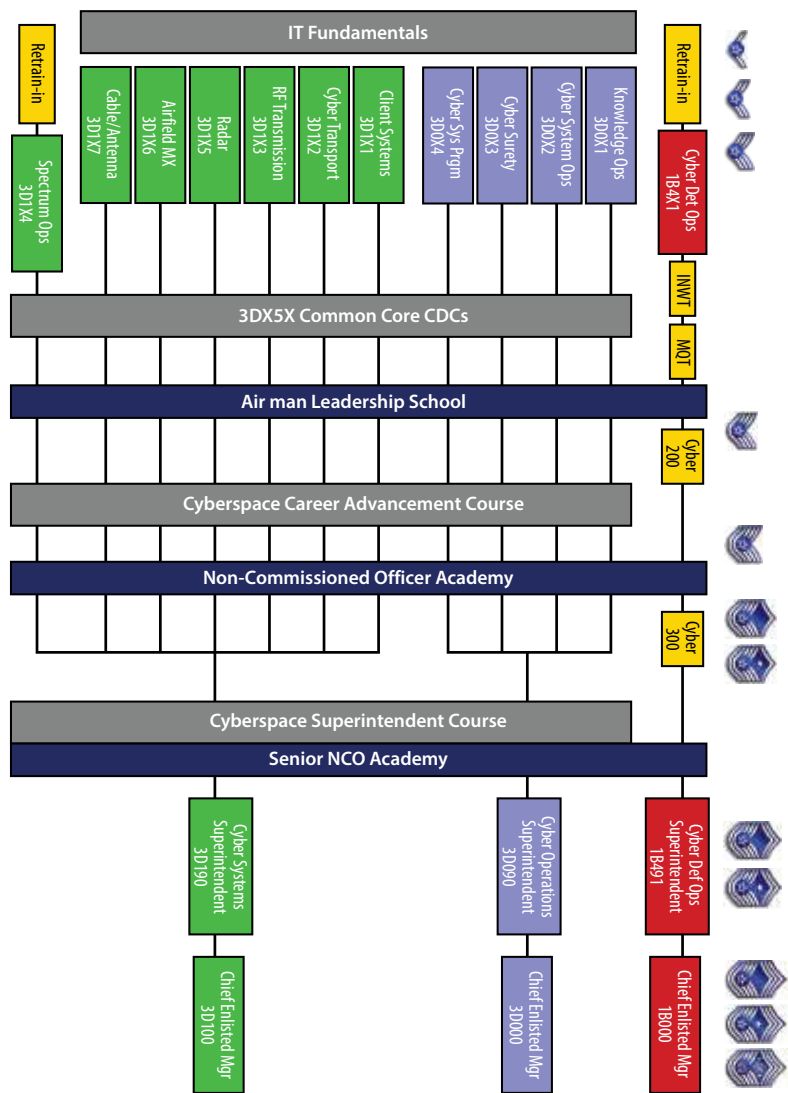 IT Fundamentals
Retrain-in
Cable/Antenna
3D1X7
Airfield MX
3D1X6
Radar
3D1X5
RF Transmission
3D1X3
Cyber Transport
3D1X2
Client Systems
3D1X1
Cyber Sys Prgm
3D0X4
Cyber Surety
3D0X3
Cyber System Ops
3D0X2
Knowledge Ops
3D0X1
Retrain-in
Spectrum Ops
3D1X4
Cyber Det Ops
1B4X1
INWT
3DX5X Common Core CDCs
MQT
Air man Leadership School
Cyber
200
Cyberspace Career Advancement Course
Non-Commissioned Officer Academy
Cyber
300
Cyberspace Superintendent Course
Senior NCO Academy
Cyber Systems
Superintendent
3D190
Cyber Operations
Superintendent
3D090
Cyber Def Ops
Superintendent
1B491
Chief Enlisted Mgr
3D100
Chief Enlisted Mgr
3D000
Chief Enlisted Mgr
1B000